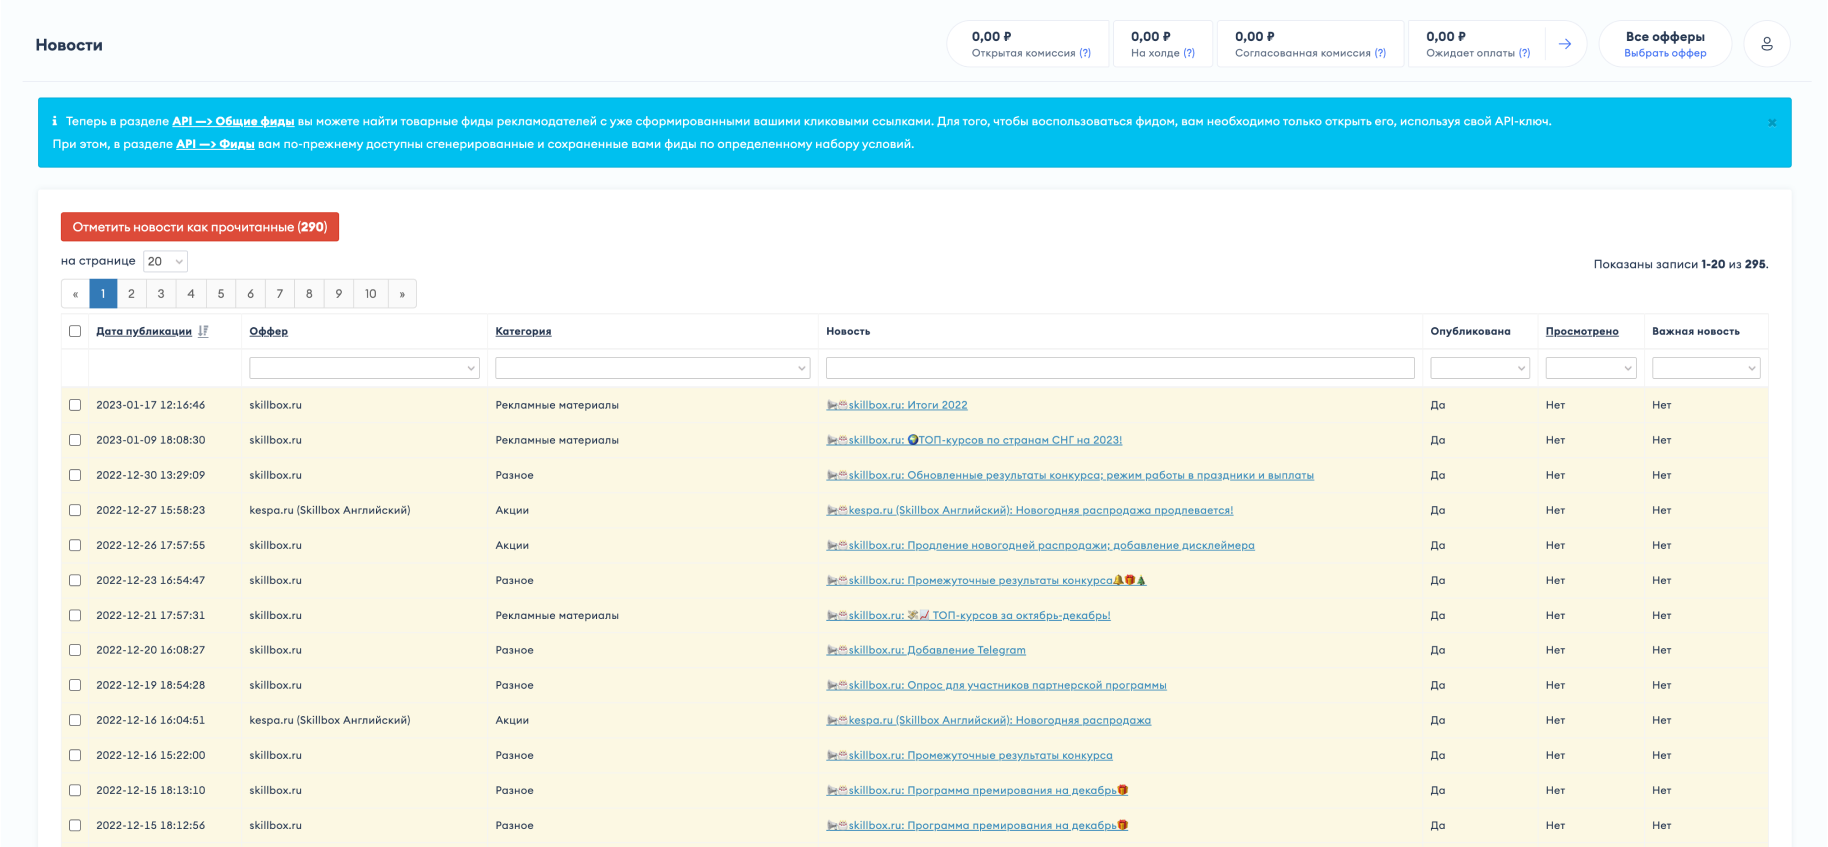 Новости
0,00 ₽
Открытая комиссия (?)
0,00 ₽
На холде (?)
0,00 ₽
Согласованная комиссия (?)
0,00 ₽
Ожидает оплаты (?)
Все офферы
Выбрать оффер
Теперь в разделе API —> Общие фиды вы можете найти товарные фиды рекламодателей с уже сформированными вашими кликовыми ссылками. Для того, чтобы воспользоваться фидом, вам необходимо только открыть его, используя свой API-ключ.
При этом, в разделе API —> Фиды вам по-прежнему доступны сгенерированные и сохраненные вами фиды по определенному набору условий.
Отметить новости как прочитанные (290)
на странице 20
Показаны записи 1-20 из 295.
« 1 2 3 4 5 6 7 8 9 10 »
Дата публикации Оффер Категория Новость Опубликована Просмотрено Важная новость
2023-01-17 12:16:46 skillbox.ru Рекламные материалы skillbox.ru: Итоги 2022 Да Нет Нет
2023-01-09 18:08:30 skillbox.ru Рекламные материалы skillbox.ru: 🌍ТОП-курсов по странам СНГ на 2023! Да Нет Нет
2022-12-30 13:29:09 skillbox.ru Разное skillbox.ru: Обновленные результаты конкурса; режим работы в праздники и выплаты Да Нет Нет
2022-12-27 15:58:23 kespa.ru (Skillbox Английский) Акции kespa.ru (Skillbox Английский): Новогодняя распродажа продлевается! Да Нет Нет
2022-12-26 17:57:55 skillbox.ru Акции skillbox.ru: Продление новогодней распродажи; добавление дисклеймера Да Нет Нет
2022-12-23 16:54:47 skillbox.ru Разное skillbox.ru: Промежуточные результаты конкурса🔔🎁🎄 Да Нет Нет
2022-12-21 17:57:31 skillbox.ru Рекламные материалы skillbox.ru: 💸📈 ТОП-курсов за октябрь-декабрь! Да Нет Нет
2022-12-20 16:08:27 skillbox.ru Разное skillbox.ru: Добавление Telegram Да Нет Нет
2022-12-19 18:54:28 skillbox.ru Разное skillbox.ru: Опрос для участников партнерской программы Да Нет Нет
2022-12-16 16:04:51 kespa.ru (Skillbox Английский) Акции kespa.ru (Skillbox Английский): Новогодняя распродажа Да Нет Нет
2022-12-16 15:22:00 skillbox.ru Разное skillbox.ru: Промежуточные результаты конкурса Да Нет Нет
2022-12-15 18:13:10 skillbox.ru Разное skillbox.ru: Программа премирования на декабрь🎁 Да Нет Нет
2022-12-15 18:12:56 skillbox.ru Разное skillbox.ru: Программа премирования на декабрь🎁 Да Нет Нет